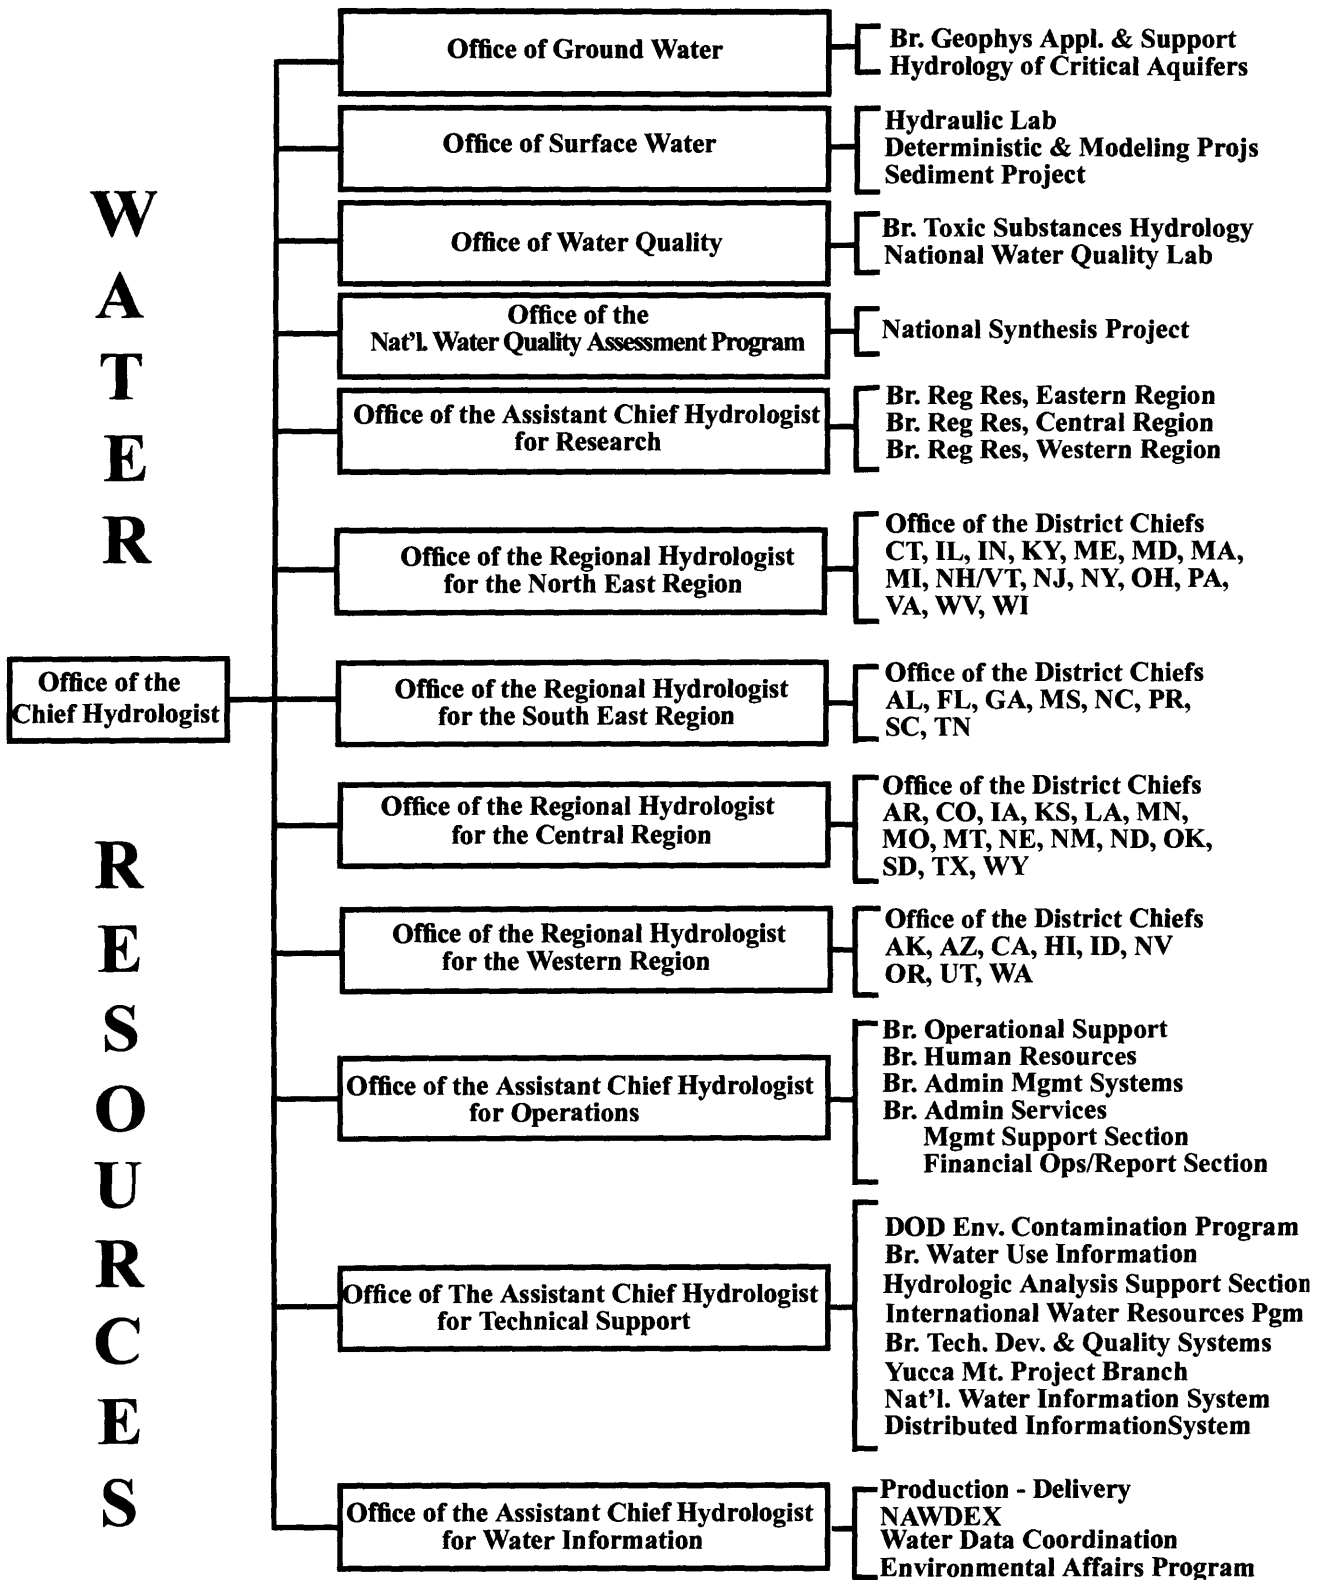 WATER
RESOURCES
Office of the
Chief Hydrologist
Office of Ground Water
Br. Geophys Appl. & Support
Hydrology of Critical Aquifers
Office of Surface Water
Hydraulic Lab
Deterministic & Modeling Projs
Sediment Project
Office of Water Quality
Br. Toxic Substances Hydrology
National Water Quality Lab
Office of the
Nat'l. Water Quality Assessment Program
National Synthesis Project
Office of the Assistant Chief Hydrologist
for Research
Br. Reg Res, Eastern Region
Br. Reg Res, Central Region
Br. Reg Res, Western Region
Office of the Regional Hydrologist
for the North East Region
Office of the District Chiefs
CT, IL, IN, KY, ME, MD, MA,
MI, NH/VT, NJ, NY, OH, PA,
VA, WV, WI
Office of the Regional Hydrologist
for the South East Region
Office of the District Chiefs
AL, FL, GA, MS, NC, PR,
SC, TN
Office of the Regional Hydrologist
for the Central Region
Office of the District Chiefs
AR, CO, IA, KS, LA, MN,
MO, MT, NE, NM, ND, OK,
SD, TX, WY
Office of the Regional Hydrologist
for the Western Region
Office of the District Chiefs
AK, AZ, CA, HI, ID, NV
OR, UT, WA
Office of the Assistant Chief Hydrologist
for Operations
Br. Operational Support
Br. Human Resources
Br. Admin Mgmt Systems
Br. Admin Services
Mgmt Support Section
Financial Ops/Report Section
Office of The Assistant Chief Hydrologist
for Technical Support
DOD Env. Contamination Program
Br. Water Use Information
Hydrologic Analysis Support Section
International Water Resources Pgm
Br. Tech. Dev. & Quality Systems
Yucca Mt. Project Branch
Nat'l. Water Information System
Distributed InformationSystem
Office of the Assistant Chief Hydrologist
for Water Information
Production - Delivery
NAWDEX
Water Data Coordination
Environmental Affairs Program